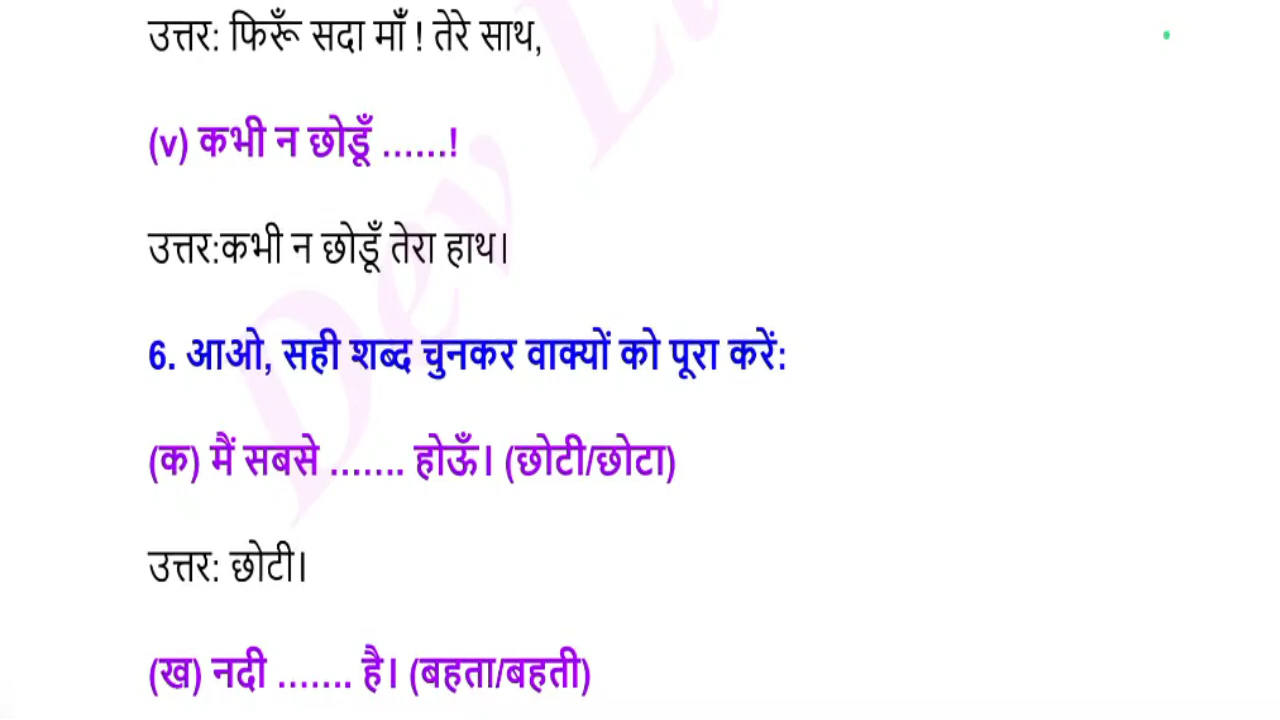 उत्तर: फिरूँ सदा माँ ! तेरे साथ,
(v) कभी न छोडूँ ......!
उत्तर:कभी न छोडूँ तेरा हाथ।
6. आओ, सही शब्द चुनकर वाक्यों को पूरा करें:
(क) मैं सबसे ....... होऊँ। (छोटी/छोटा)
उत्तर: छोटी।
(ख) नदी ....... है। (बहता/बहती)